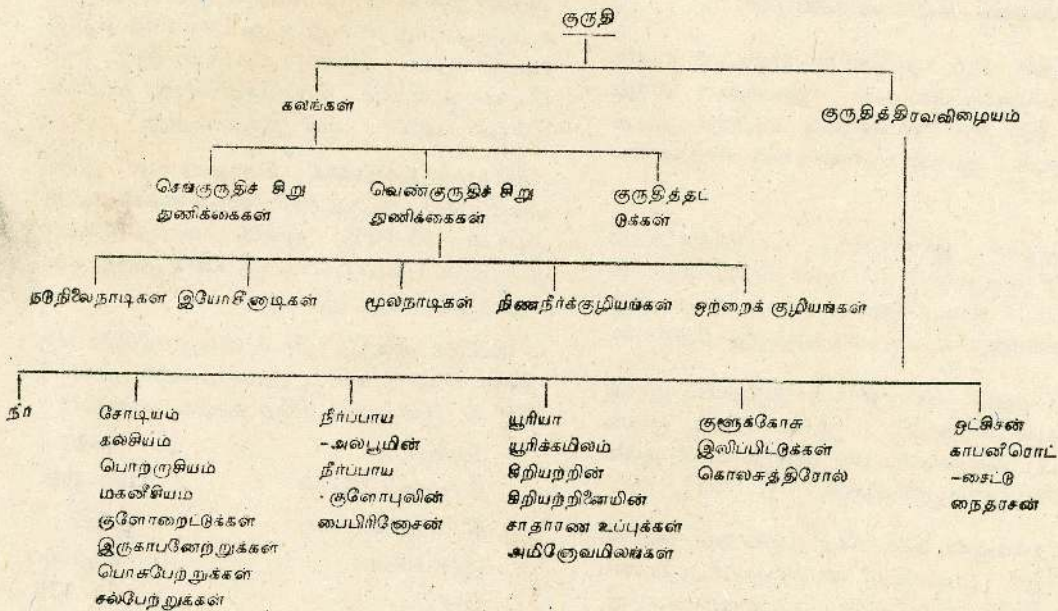 குருதி
கலங்கள்
குருதித்திரவவிழையம்
செங்குருதிச் சிறு
துணிக்கைகள்
வெண்குருதிச் சிறு
துணிக்கைகள்
குருதித்தட்
டுக்கள்
நடுநிலைநாடிகள இயோசீனுடிகள் மூலநாடிகள் நிணநீர்க்குழியங்கள் ஒற்றைக் குழியங்கள்
நீர்
சோடியம்
கல்சியம்
பொற்றுசியம்
மகனீசியம்
குளோறைட்டுக்கள்
இருகாபனேற்றுக்கள்
பொசுபேற்றுக்கள்
சல்பேற்றுக்கள்
நீர்ப்பாய
-அல்பூமின்
நீர்ப்பாய
-குளோபுலின்
பைபிரினோசன்
யூரியா
யூரிக்கமிலம்
கிறியற்றின்
கிறியற்றினையின்
சாதாரண உப்புக்கள்
அமினோவமிலங்கள்
குளூக்கோசு
இலிப்பிட்டுக்கள்
கொலசுத்திரோல்
ஒட்சிசன்
காபனீரொட்
-சைட்டு
நைதரசன்